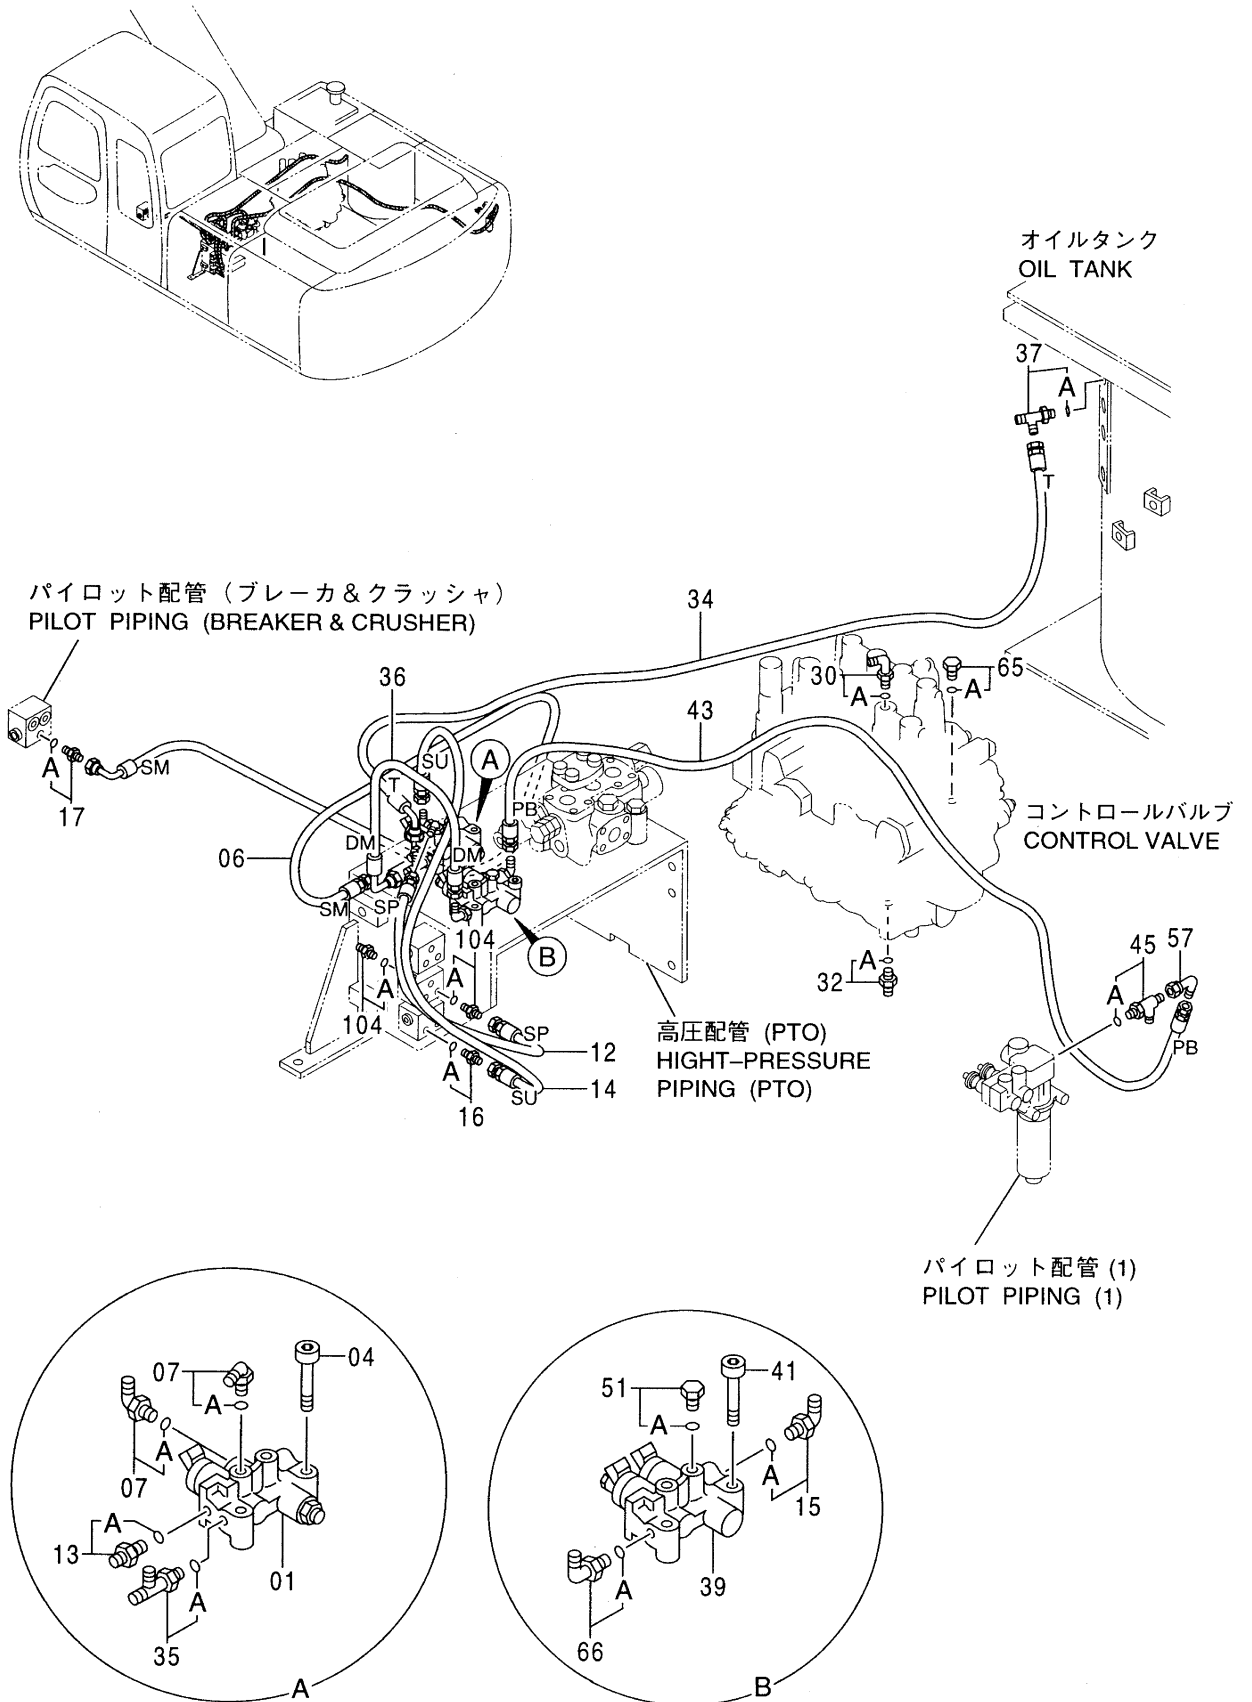 オイルタンク
OIL TANK
37
A
T
パイロット配管 (ブレーカ&クラッシャ)
PILOT PIPING (BREAKER & CRUSHER)
34
30
A
65
A
36
43
SU
A
T
PB
SM
A
17
コントロールバルブ
CONTROL VALVE
06
DM
DM
SM
SP
104
B
A
32
45
57
A
A
A
104
SP
12
PB
高圧配管 (PTO)
HIGHT-PRESSURE
PIPING (PTO)
A
SU
14
16
パイロット配管 (1)
PILOT PIPING (1)
07
04
A
A
07
A
13
01
A
35
A
51
41
A
A
15
39
A
66
B